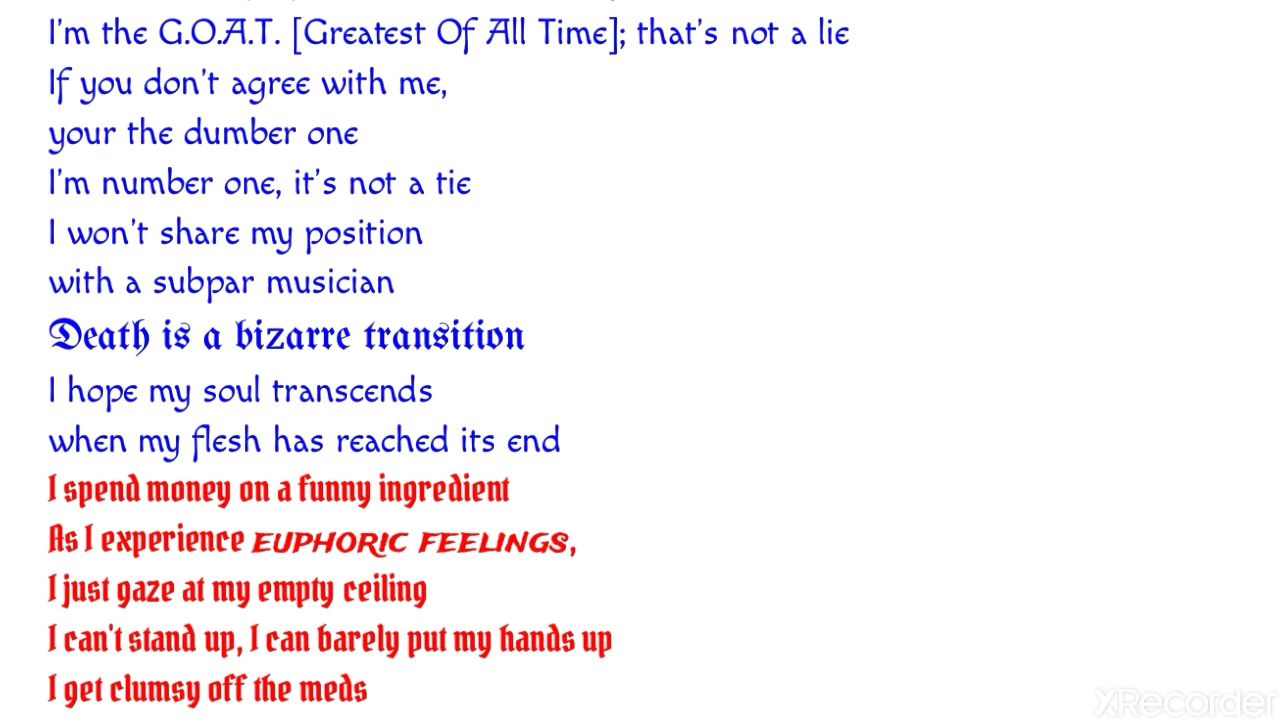 I'm the G.O.A.T. [Greatest Of All Time]; that's not a lie
If you don't agree with me,
your the dumber one
I'm number one, it's not a tie
I won't share my position
with a subpar musician
Death is a bizarre transition
I hope my soul transcends
when my flesh has reached its end
I spend money on a funny ingredient
As I experience EUPHORIC FEELINGS,
I just gaze at my empty ceiling
I can't stand up, I can barely put my hands up
I get clumsy off the meds
XRecorder